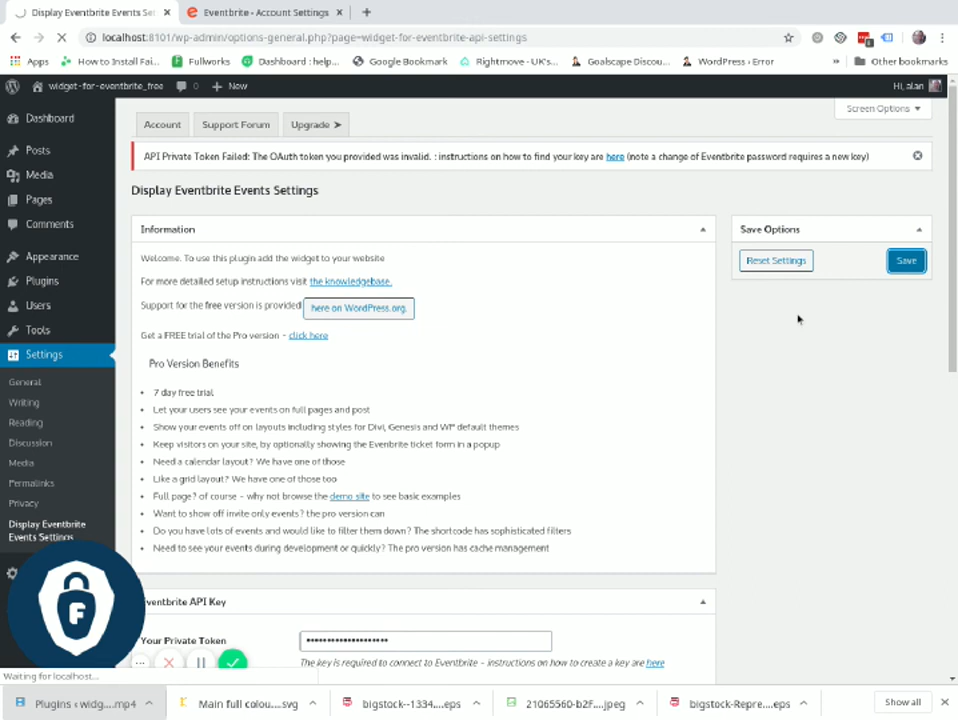 Display Eventbrite Events Se
Eventbrite - Account Settings
localhost:8101/wp-admin/options-general.php?page=widget-for-eventbrite-api-settings
Apps
How to Install Fai...
Fullworks
Dashboard : help...
Google Bookmark
Rightmove - UK's...
Goalscape Discou...
WordPress › Error
»
Other bookmarks
widget-for-eventbrite_free
0
+ New
Hi, alan
Dashboard
Posts
Media
Pages
Comments
Appearance
Plugins
Users
Tools
Settings
General
Writing
Reading
Discussion
Media
Permalinks
Privacy
Display Eventbrite
Events Settings
Screen Options
Account
Support Forum
Upgrade ➤
API Private Token Failed: The OAuth token you provided was invalid. : instructions on how to find your key are here (note a change of Eventbrite password requires a new key)
Display Eventbrite Events Settings
Information
Welcome. To use this plugin add the widget to your website
For more detailed setup instructions visit the knowledgebase.
Support for the free version is provided here on WordPress.org.
Get a FREE trial of the Pro version - click here
Pro Version Benefits
• 7 day free trial
• Let your users see your events on full pages and post
• Show your events off on layouts including styles for Divi, Genesis and WP default themes
• Keep visitors on your site, by optionally showing the Evenbrite ticket form in a popup
• Need a calendar layout? We have one of those
• Like a grid layout? We have one of those too
• Full page? of course – why not browse the demo site to see basic examples
• Want to show off invite only events? the pro version can
• Do you have lots of events and would like to filter them down? The shortcode has sophisticated filters
• Need to see your events during development or quickly? The pro version has cache management
Save Options
Reset Settings
Save
ventbrite API Key
Your Private Token
The key is required to connect to Eventbrite – instructions on how to create a key are here
F
Waiting for localhost...
Plugins ‹ widg....mp4
Main full colou....svg
bigstock--1334....eps
21065560-b2F....jpeg
bigstock-Repre....eps
Show all